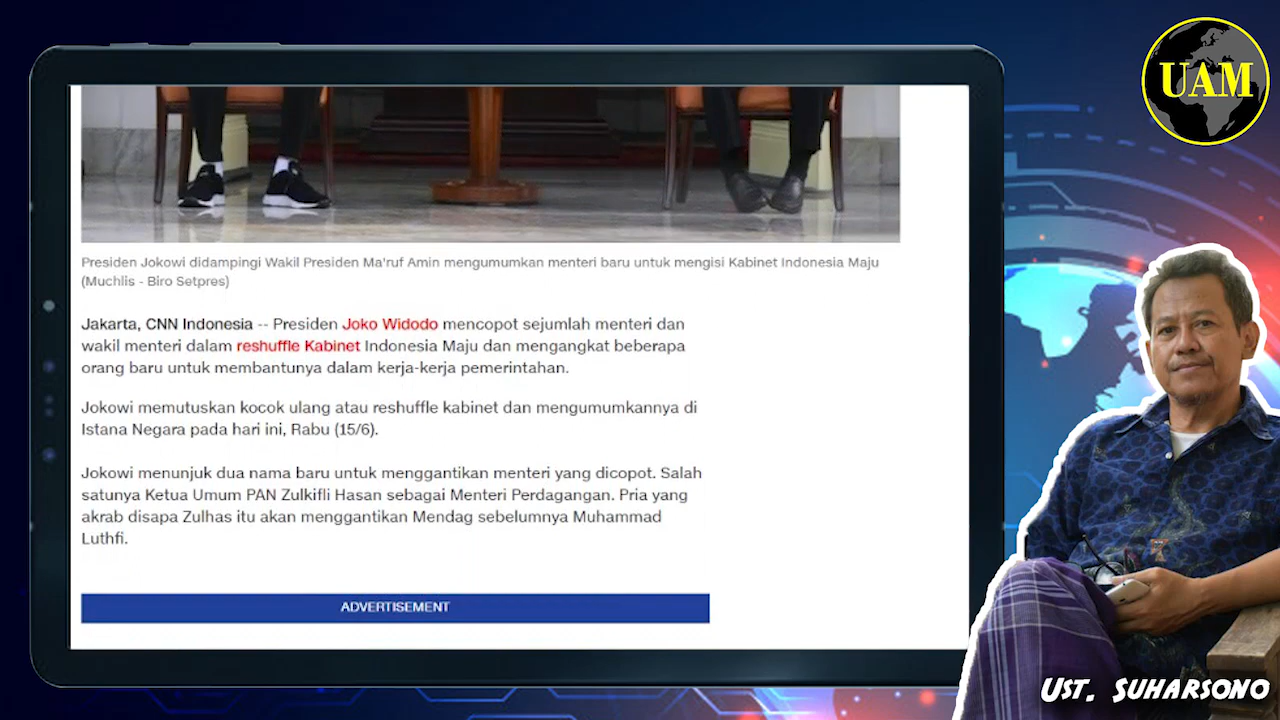 UAM
Presiden Jokowi didampingi Wakil Presiden Ma'ruf Amin mengumumkan menteri baru untuk mengisi Kabinet Indonesia Maju
(Muchlis - Biro Setpres)
Jakarta, CNN Indonesia -- Presiden Joko Widodo mencopot sejumlah menteri dan
wakil menteri dalam reshuffle Kabinet Indonesia Maju dan mengangkat beberapa
orang baru untuk membantunya dalam kerja-kerja pemerintahan.
Jokowi memutuskan kocok ulang atau reshuffle kabinet dan mengumumkannya di
Istana Negara pada hari ini, Rabu (15/6).
Jokowi menunjuk dua nama baru untuk menggantikan menteri yang dicopot. Salah
satunya Ketua Umum PAN Zulkifli Hasan sebagai Menteri Perdagangan. Pria yang
akrab disapa Zulhas itu akan menggantikan Mendag sebelumnya Muhammad
Luthfi.
ADVERTISEMENT
UST. SUHARSONO